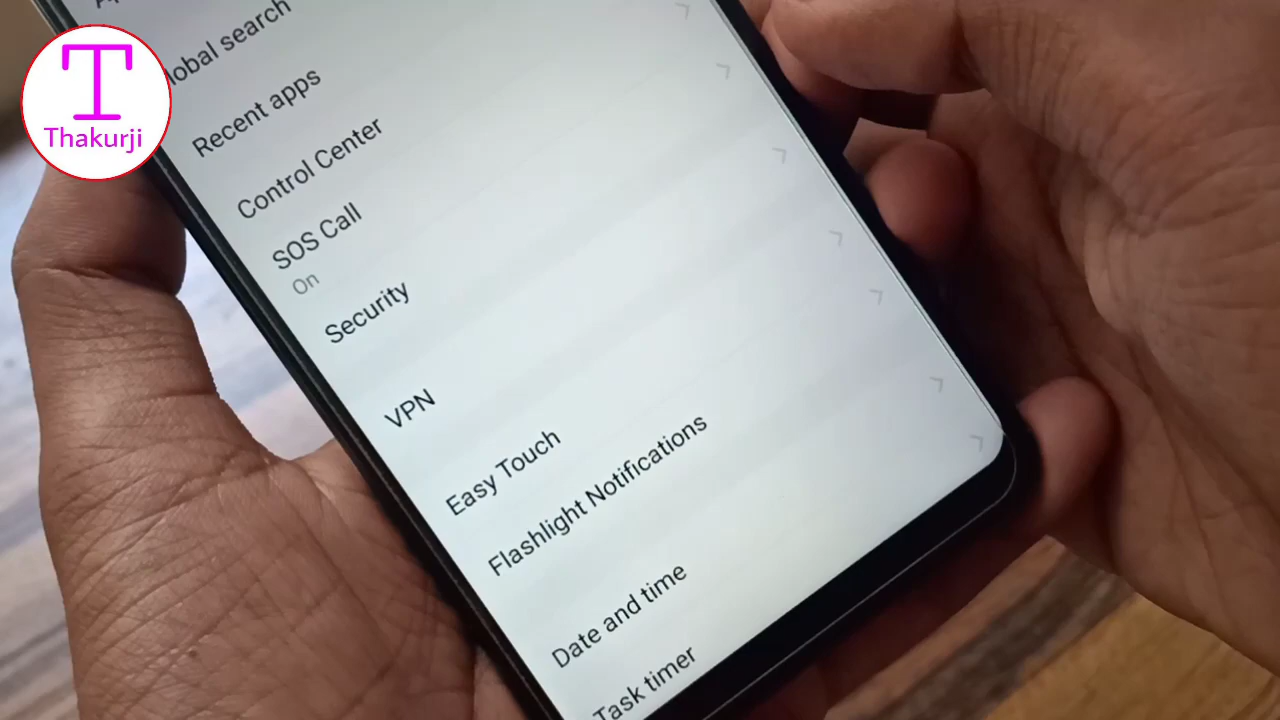 T
Thakurji
lobal search
Recent apps
Control Center
SOS Call
On
Security
VPN
Easy Touch
Flashlight Notifications
Date and time
Task timer